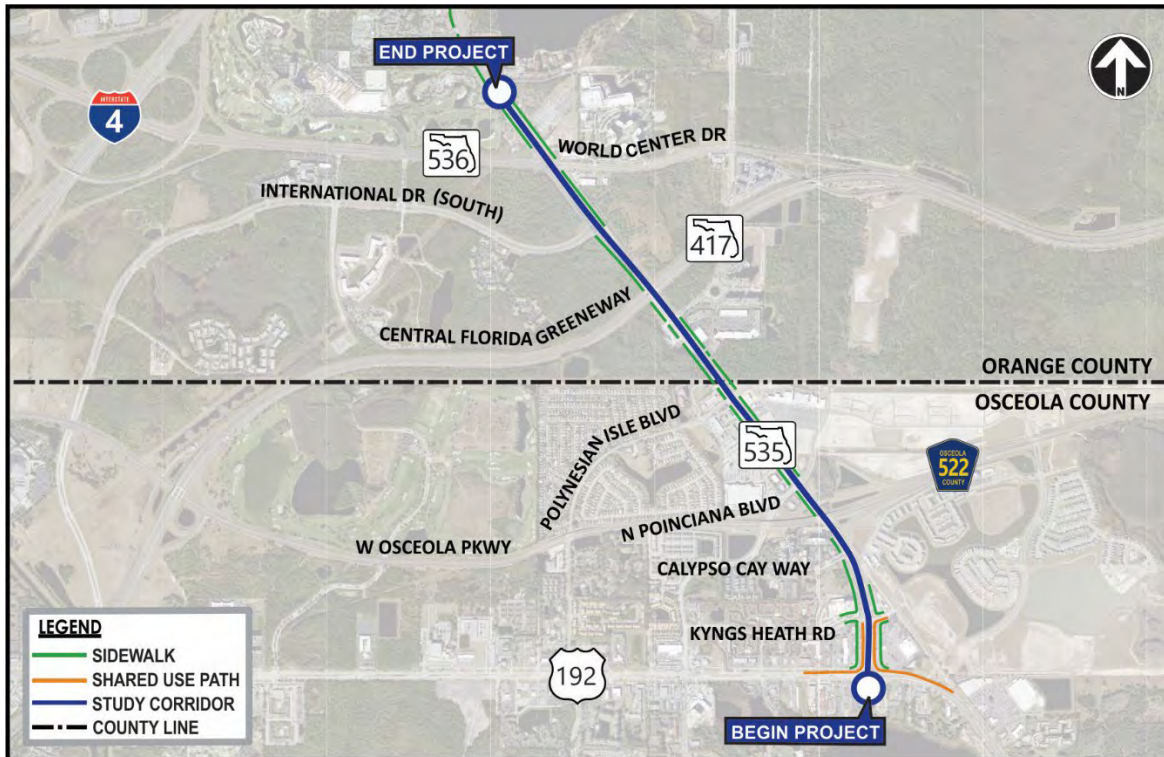 END PROJECT
N
INTERSTATE
4
536
WORLD CENTER DR
INTERNATIONAL DR (SOUTH)
417
CENTRAL FLORIDA GREENEWAY
ORANGE COUNTY
OSCEOLA COUNTY
POLYNESIAN ISLE BLVD
535
OSCEOLA
522
COUNTY
N POINCIANA BLVD
W OSCEOLA PKWY
CALYPSO CAY WAY
KYNGS HEATH RD
192
BEGIN PROJECT
LEGEND
SIDEWALK
SHARED USE PATH
STUDY CORRIDOR
COUNTY LINE